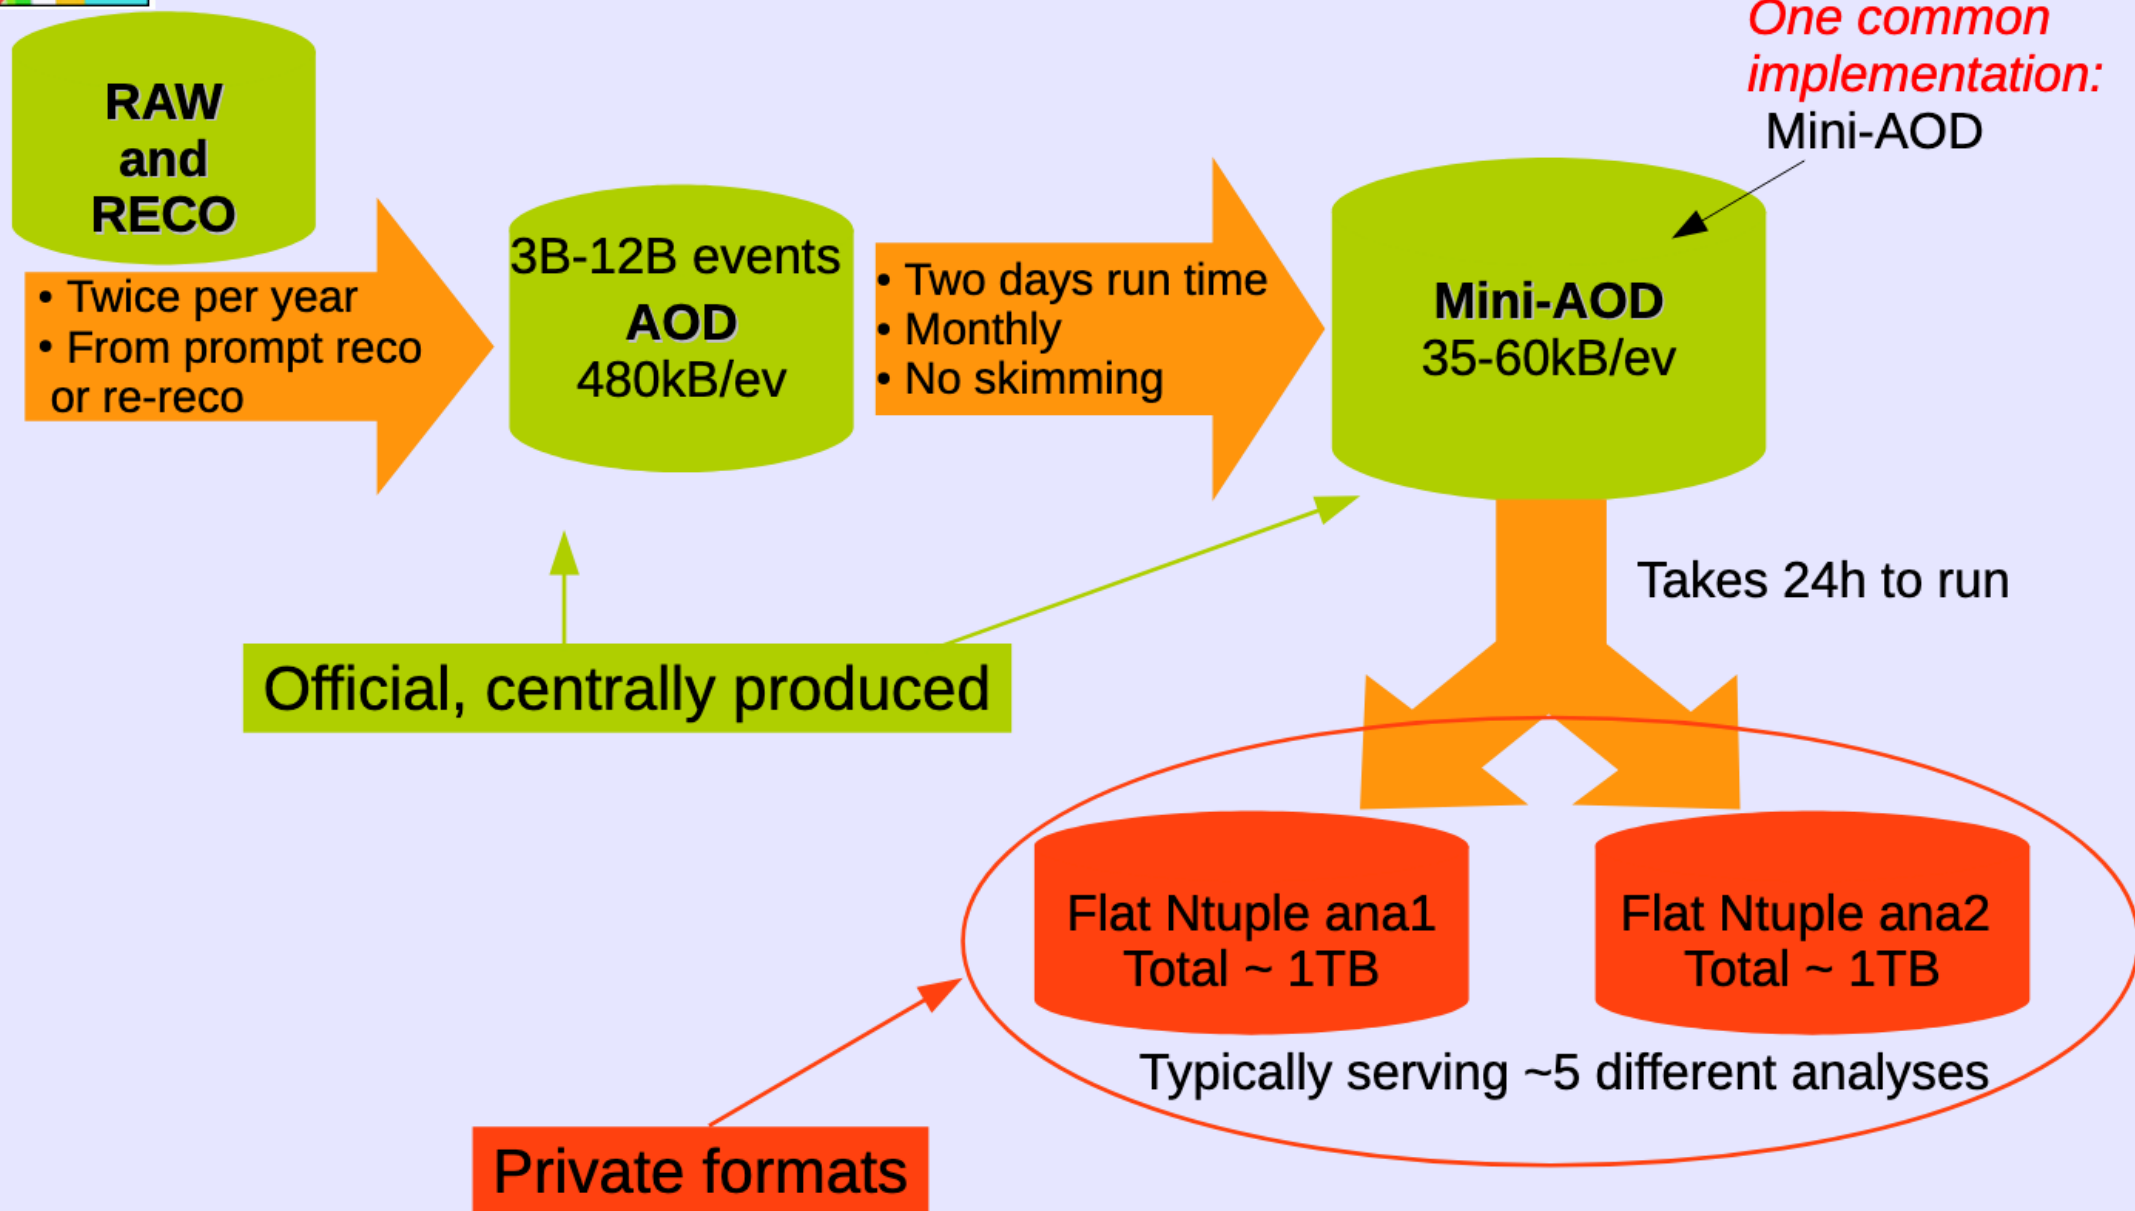 One common
implementation:
Mini-AOD
RAW
and
RECO
• Twice per year
• From prompt reco
or re-reco
3B-12B events
AOD
480kB/ev
• Two days run time
• Monthly
• No skimming
Mini-AOD
35-60kB/ev
Takes 24h to run
Official, centrally produced
Flat Ntuple ana1
Total ~ 1TB
Flat Ntuple ana2
Total ~ 1TB
Typically serving ~5 different analyses
Private formats